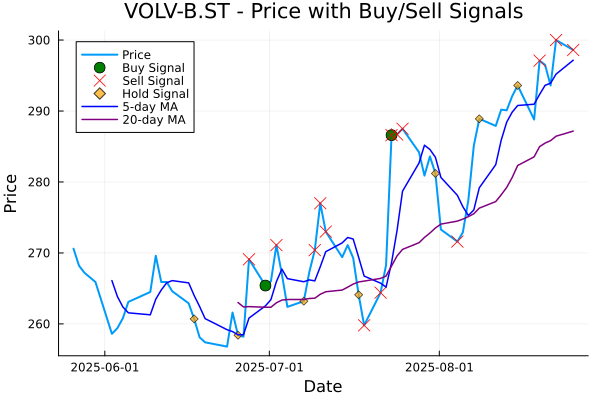 VOLV-B.ST - Price with Buy/Sell Signals
300
290
280
270
260
Price
Price
Buy Signal
Sell Signal
Hold Signal
5-day MA
20-day MA
2025-06-01
2025-07-01
2025-08-01
Date